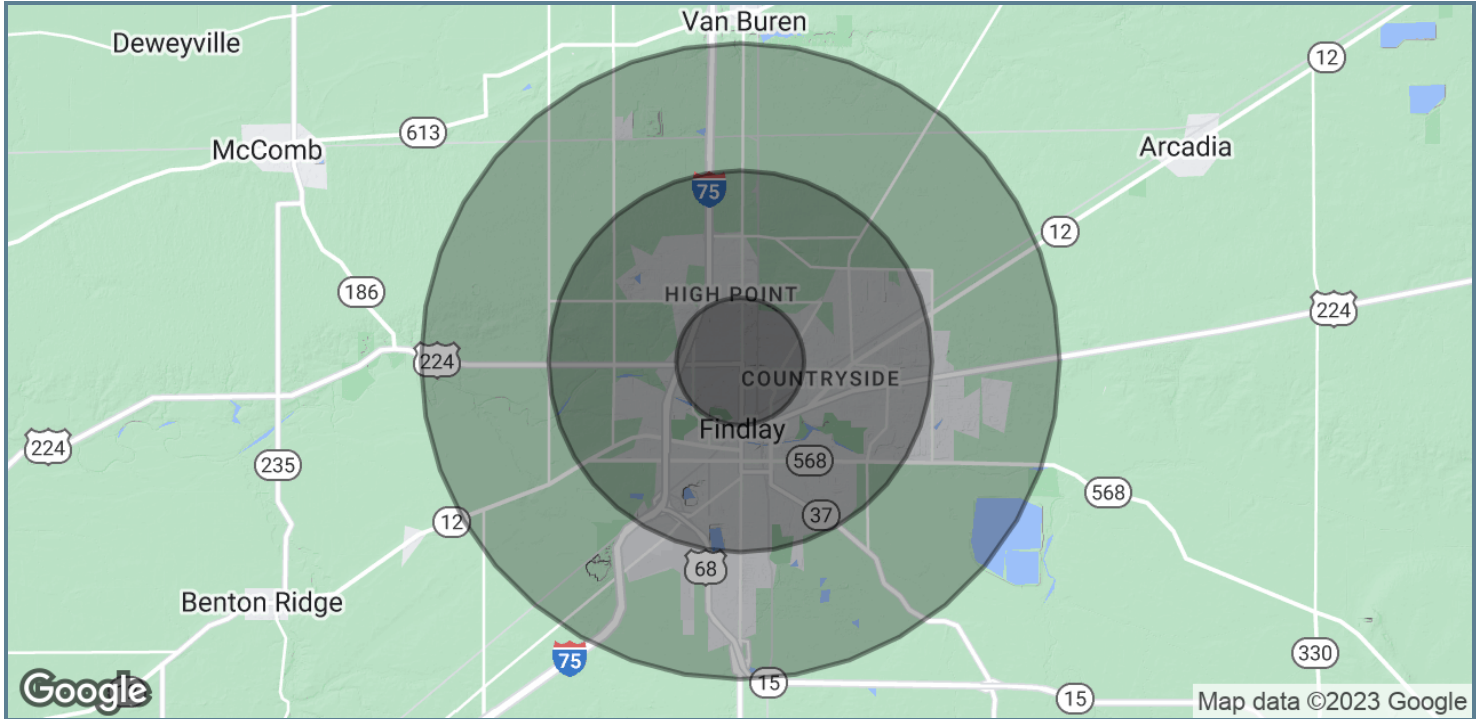 Van Buren
Deweyville
12
613
McComb
Arcadia
75
12
186
HIGH POINT
224
224
COUNTRYSIDE
Findlay
224
235
568
568
12
37
68
Benton Ridge
75
330
15
15
Google
Map data ©2023 Google